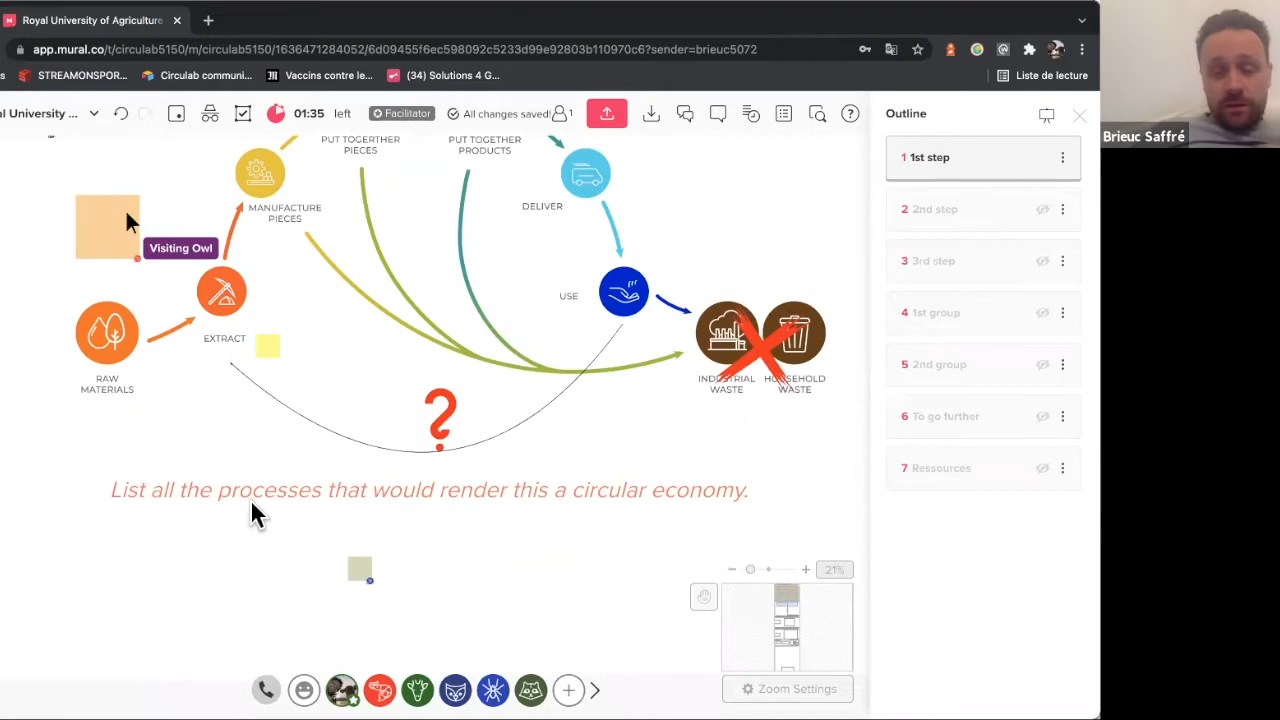 Royal University of Agriculture
app.mural.co/t/circulab5150/m/circulab5150/1636471284052/6d09455f6ec598092c5233d99e92803b110970c6?sender=brieuc5072
s STREAMONSPOR... Circulab communi... Vaccins contre le... (34) Solutions 4 G... Liste de lecture
al University ... 01:35 left Facilitator All changes saved! 1
Outline
Brieuc Saffré
1 1st step
2 2nd step
3 3rd step
4 1st group
5 2nd group
6 To go further
7 Ressources
PUT TOGERTHER
PIECES
PUT TOGETHER
PRODUCTS
MANUFACTURE
PIECES
DELIVER
Visiting Owl
USE
EXTRACT
RAW
MATERIALS
INDUSTRIAL
WASTE
HOUSEHOLD
WASTE
?
List all the processes that would render this a circular economy.
21%
Zoom Settings